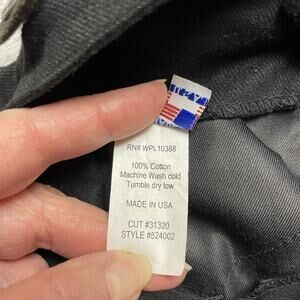 RN# WPL10388
100% Cotton
Machine Wash cold
Tumble dry low
MADE IN USA
CUT #31320
STYLE #524002